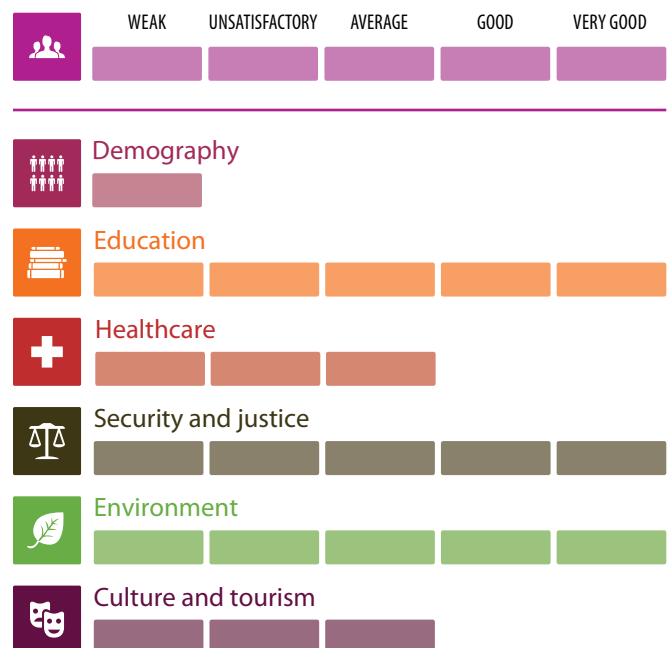 WEAK UNSATISFACTORY AVERAGE GOOD VERY GOOD
Demography
Education
Healthcare
Security and justice
Environment
Culture and tourism